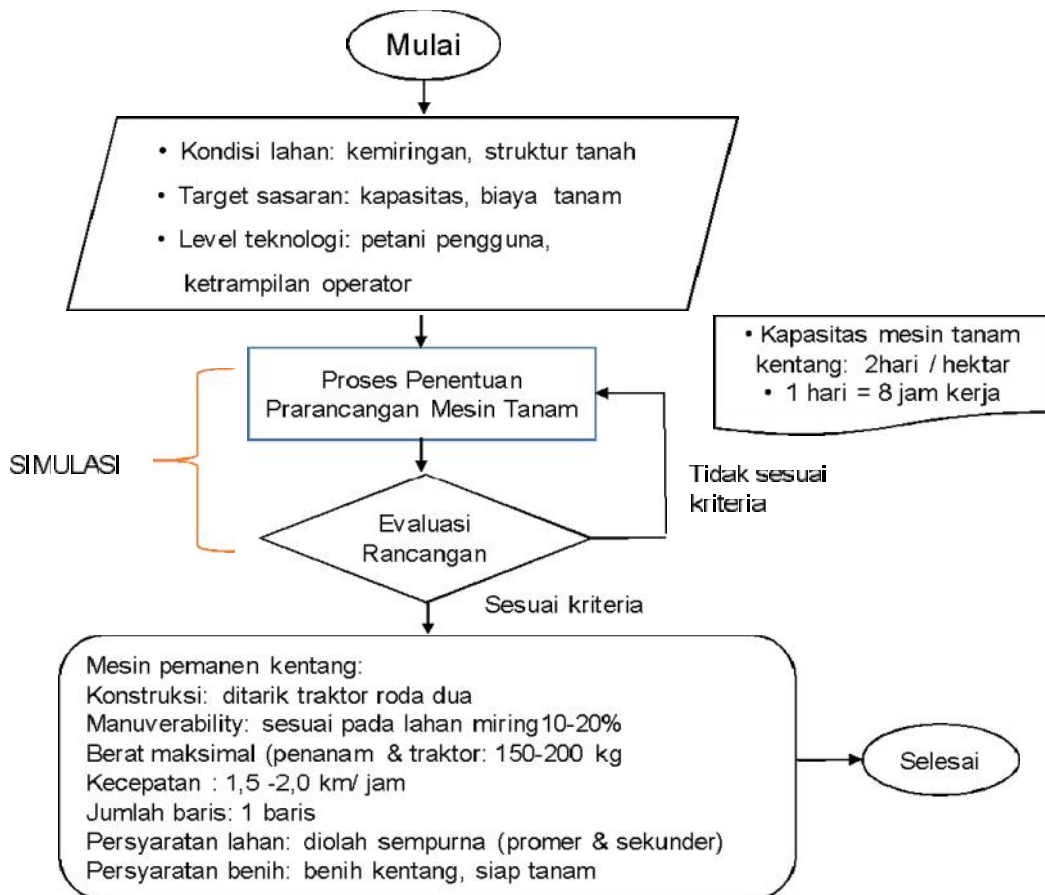 Mulai
• Kondisi lahan: kemiringan, struktur tanah
• Target sasaran: kapasitas, biaya tanam
• Level teknologi: petani pengguna,
ketrampilan operator
• Kapasitas mesin tanam
kentang: 2hari / hektar
• 1 hari = 8 jam kerja
Proses Penentuan
Prarancangan Mesin Tanam
SIMULASI
Tidak sesuai
kriteria
Evaluasi
Rancangan
Sesuai kriteria
Mesin pemanen kentang:
Konstruksi: ditarik traktor roda dua
Manuverability: sesuai pada lahan miring10-20%
Berat maksimal (penanam & traktor: 150-200 kg
Kecepatan : 1,5 -2,0 km/ jam
Jumlah baris: 1 baris
Persyaratan lahan: diolah sempurna (promer & sekunder)
Persyaratan benih: benih kentang, siap tanam
Selesai